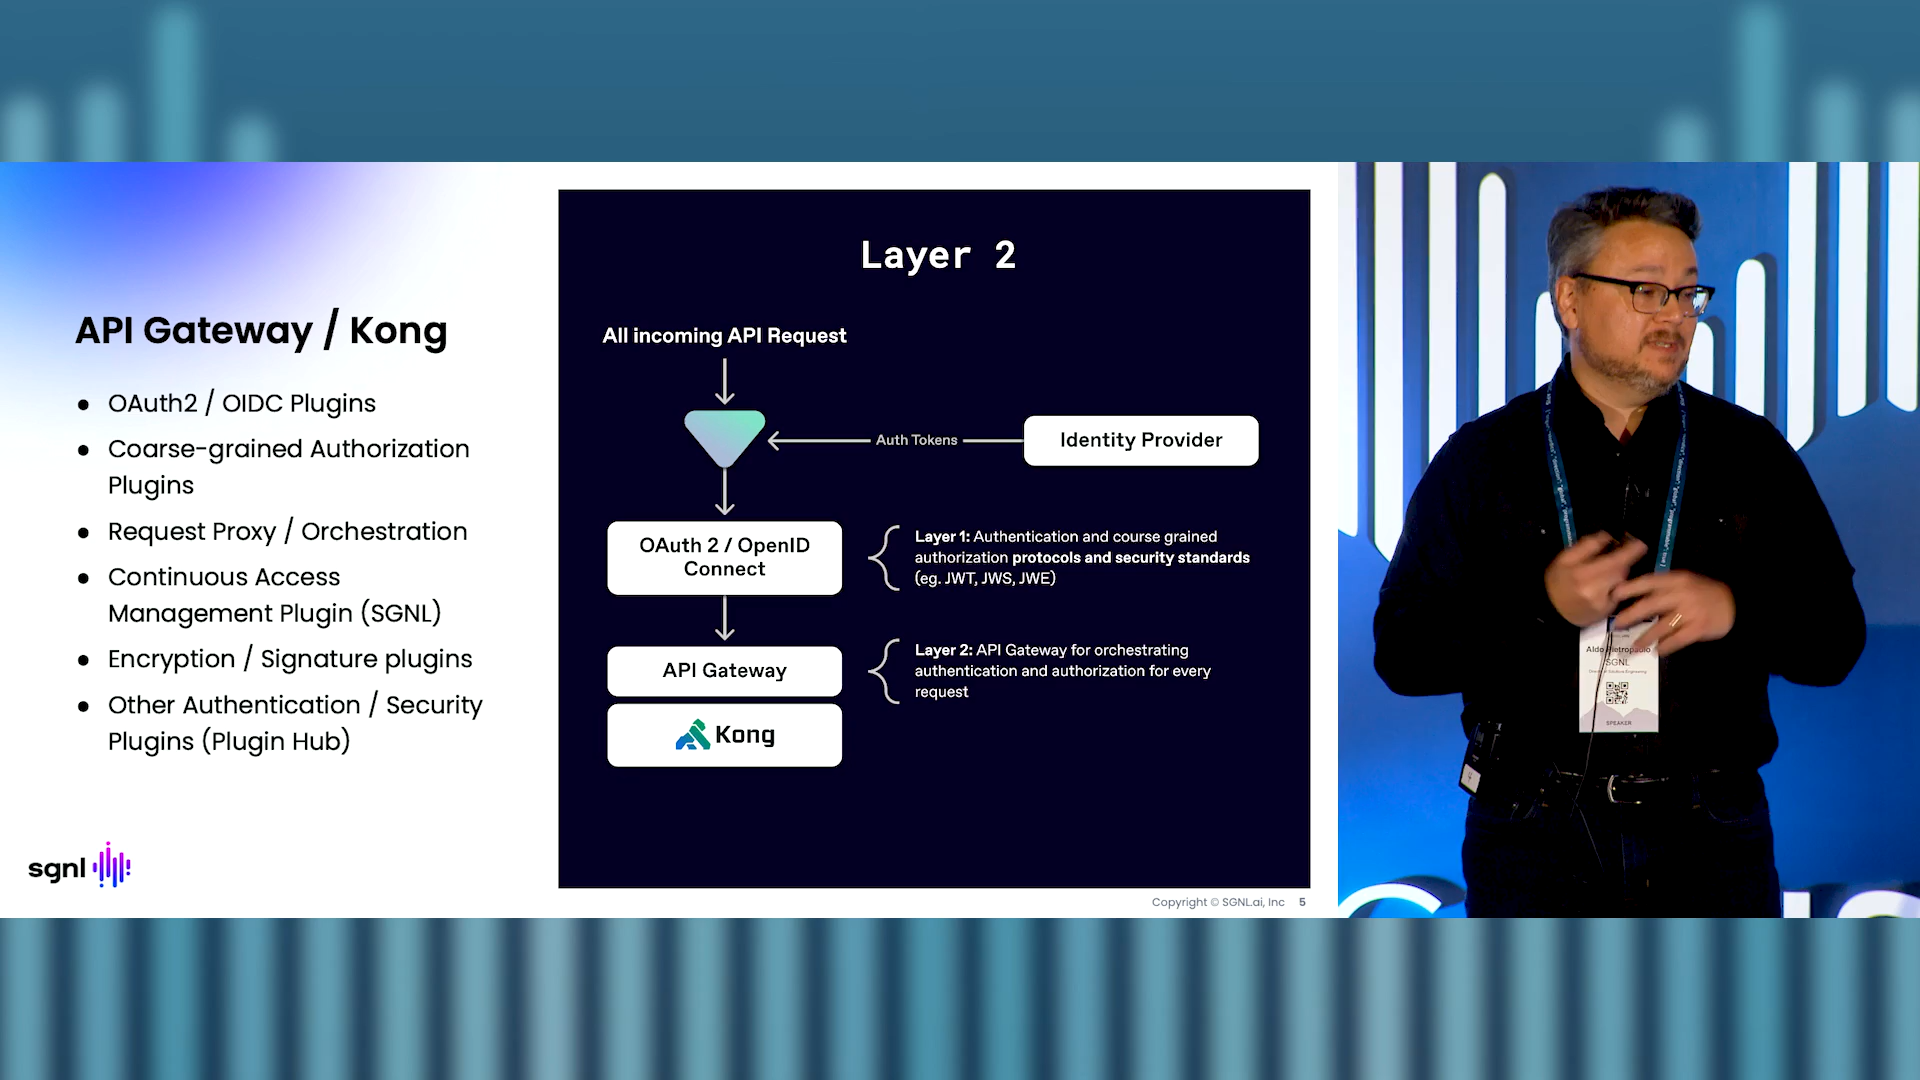 API Gateway / Kong
● OAuth2 / OIDC Plugins
● Coarse-grained Authorization
Plugins
● Request Proxy / Orchestration
● Continuous Access
Management Plugin (SGNL)
● Encryption / Signature plugins
● Other Authentication / Security
Plugins (Plugin Hub)
sgnl
Layer 2
All incoming API Request
Auth Tokens
Identity Provider
OAuth 2 / OpenID
Connect
Layer 1: Authentication and course grained
authorization protocols and security standards
(eg. JWT, JWS, JWE)
API Gateway
Layer 2: API Gateway for orchestrating
authentication and authorization for every
request
Kong
Copyright © SGNL.ai, Inc 5
Aldo Pietropaolo
SGNL
SPEAKER